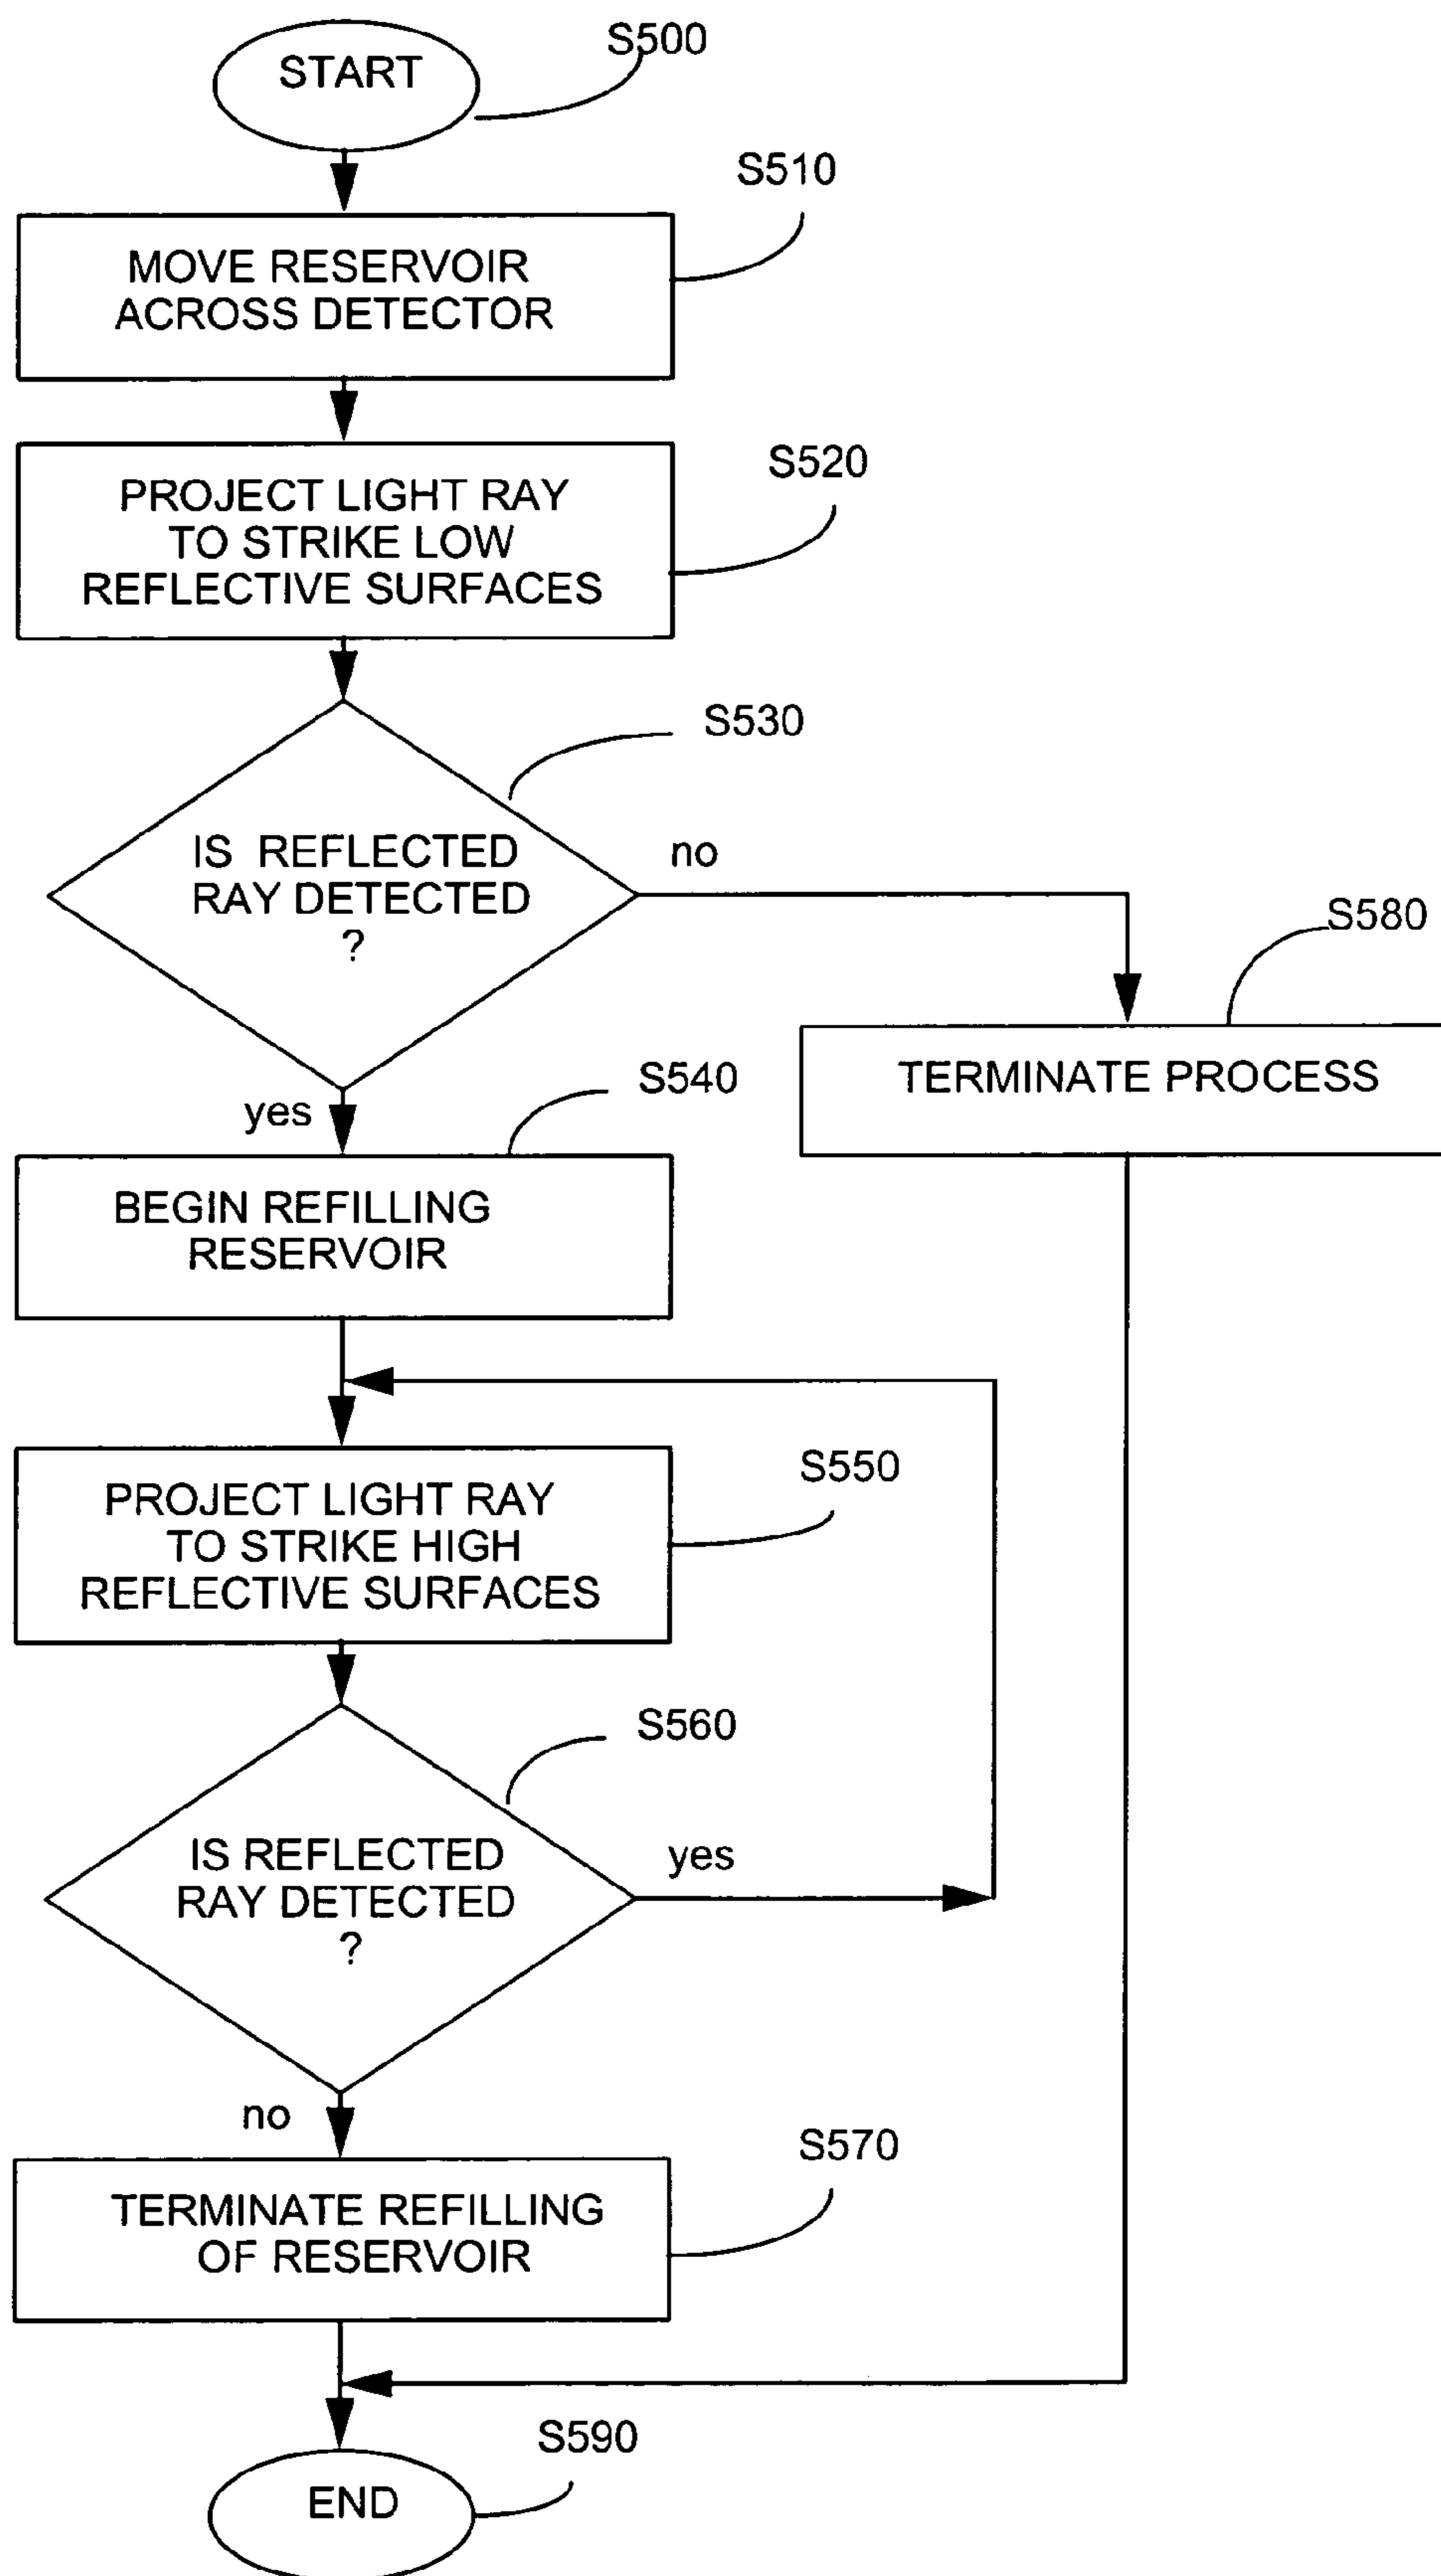 START
S500
S510
MOVE RESERVOIR
ACROSS DETECTOR
S520
PROJECT LIGHT RAY
TO STRIKE LOW
REFLECTIVE SURFACES
S530
IS REFLECTED
RAY DETECTED
?
no
S580
TERMINATE PROCESS
yes
S540
BEGIN REFILLING
RESERVOIR
S550
PROJECT LIGHT RAY
TO STRIKE HIGH
REFLECTIVE SURFACES
S560
IS REFLECTED
RAY DETECTED
?
yes
no
S570
TERMINATE REFILLING
OF RESERVOIR
S590
END